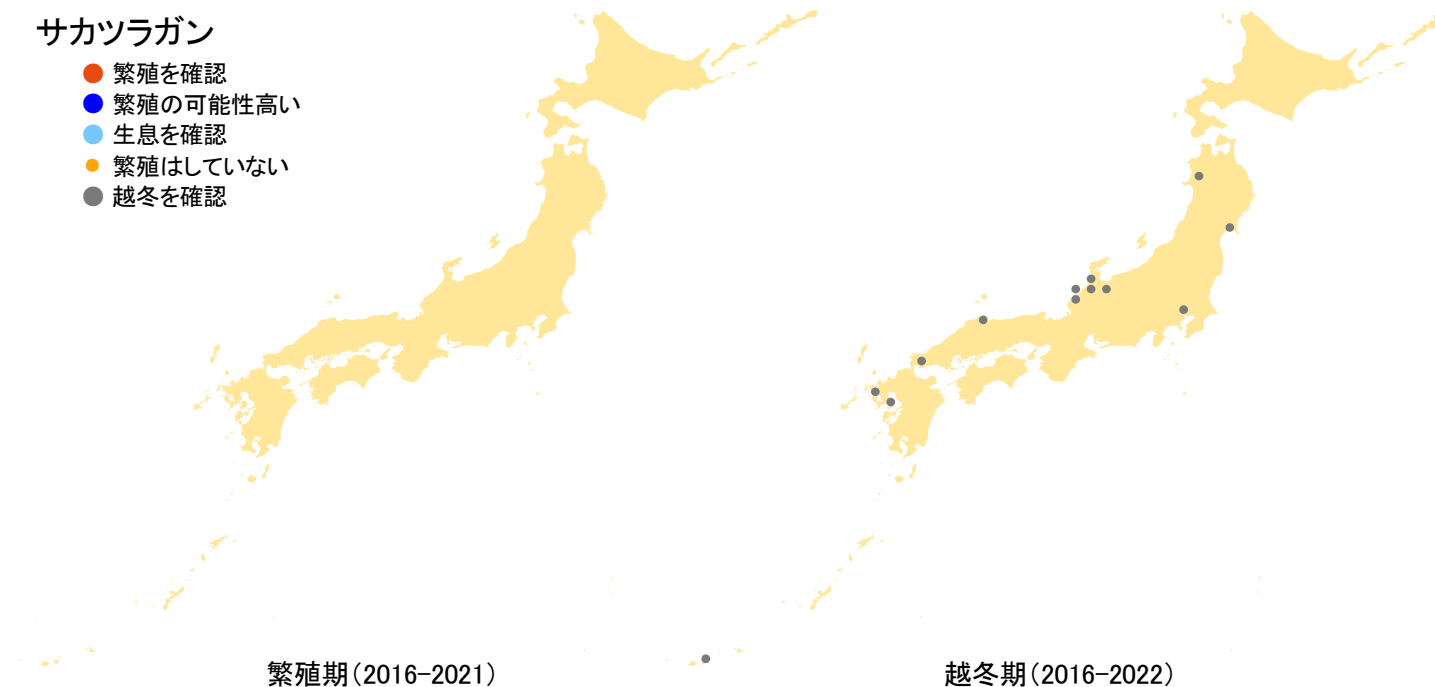 サカツラガン
繁殖を確認
繁殖の可能性高い
生息を確認
繁殖はしていない
越冬を確認
繁殖期（2016-2021）
越冬期（2016-2022）